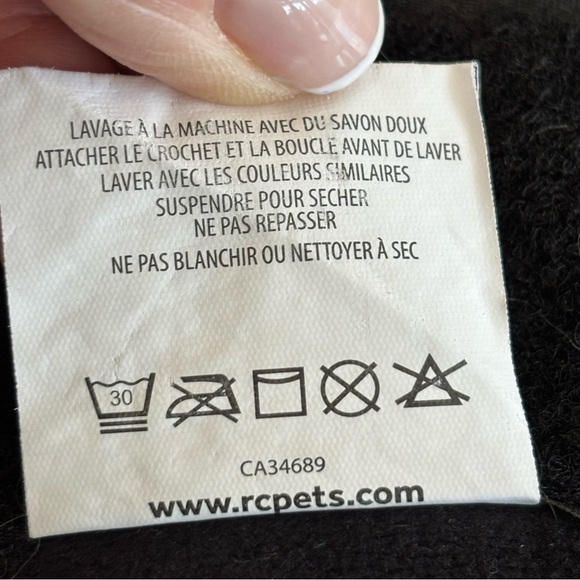 LAVAGE À LA MACHINE AVEC DU SAVON DOUX
ATTACHER LE CROCHET ET LA BOUCLE AVANT DE LAVER
LAVER AVEC LES COULEURS SIMILAIRES
SUSPENDRE POUR SECHER
NE PAS REPASSER
NE PAS BLANCHIR OU NETTOYER À SEC
30
CA34689
www.rcpets.com